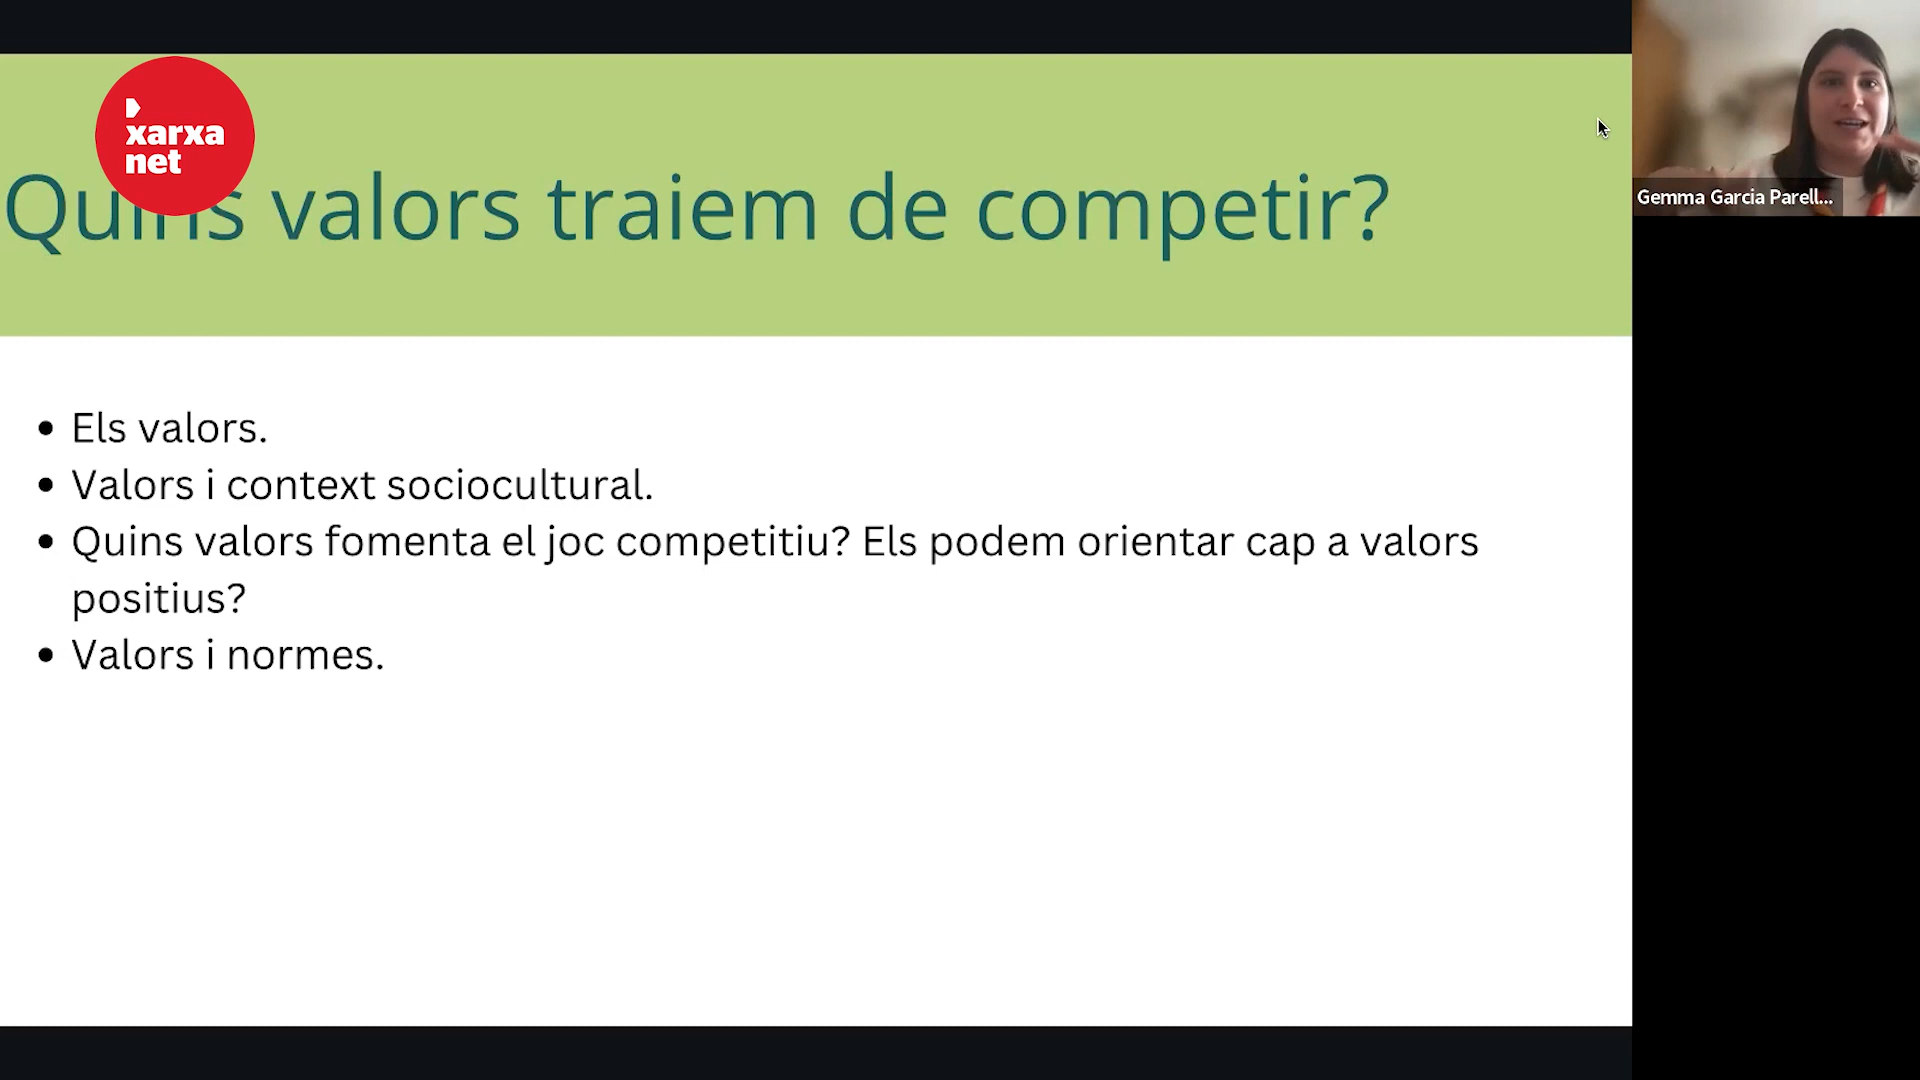 xarxa
net
Quins valors traiem de competir?
Els valors.
Valors i context sociocultural.
Quins valors fomenta el joc competitiu? Els podem orientar cap a valors
positius?
Valors i normes.
Gemma Garcia Parell...